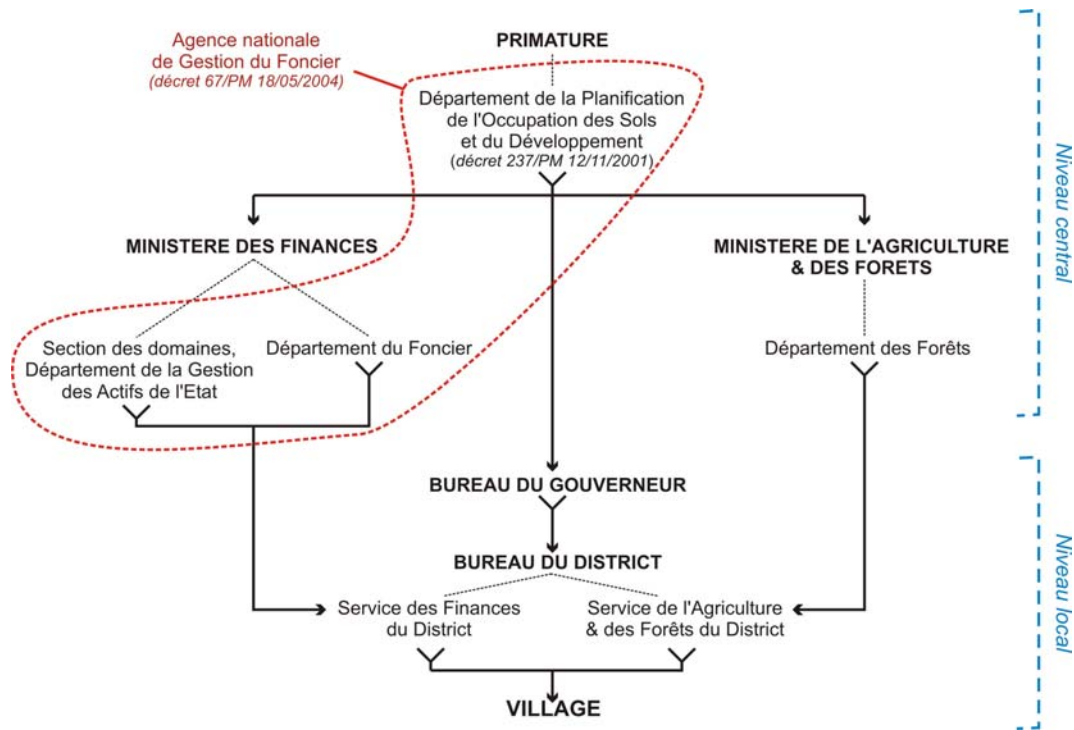 Agence nationale
de Gestion du Foncier
(décret 67/PM 18/05/2004)
PRIMATURE
Département de la Planification
de l'Occupation des Sols
et du Développement
(décret 237/PM 12/11/2001)
MINISTERE DES FINANCES
MINISTERE DE L'AGRICULTURE
& DES FORETS
Section des domaines,
Département de la Gestion
des Actifs de l'Etat
Département du Foncier
Département des Forêts
Niveau central
BUREAU DU GOUVERNEUR
BUREAU DU DISTRICT
Service des Finances
du District
Service de l'Agriculture
& des Forêts du District
VILLAGE
Niveau local